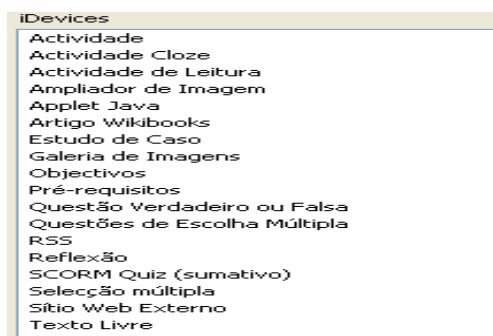 iDevices
Actividade
Actividade Cloze
Actividade de Leitura
Ampliador de Imagem
Applet Java
Artigo Wikibooks
Estudo de Caso
Galeria de Imagens
Objectivos
Pré-requisitos
Questão Verdadeiro ou Falsa
Questões de Escolha Múltipla
RSS
Reflexão
SCORM Quiz (sumativo)
Selecção múltipla
Sítio Web Externo
Texto Livre